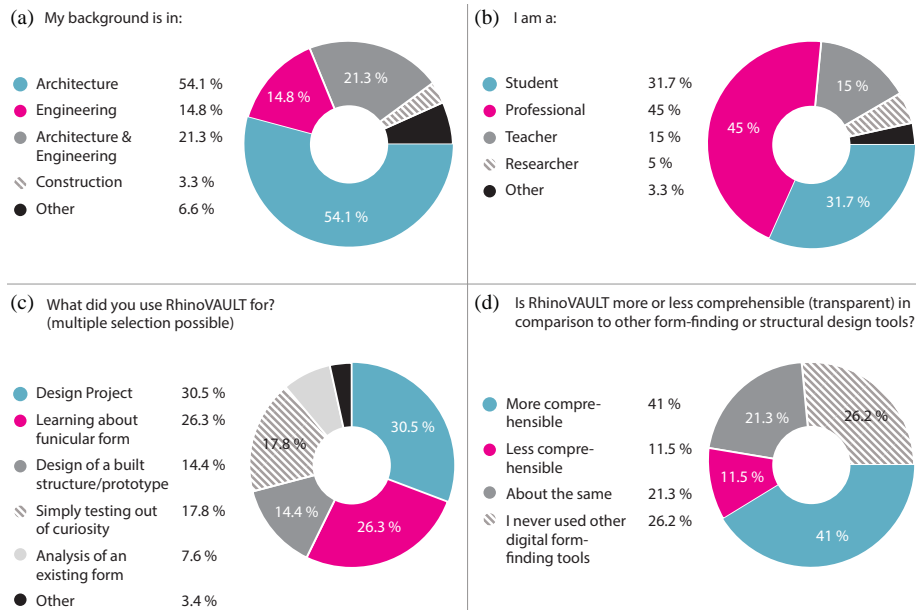 (a) My background is in:
Architecture 54.1 %
Engineering 14.8 %
Architecture & 21.3 %
Engineering
Construction 3.3 %
Other 6.6 %
14.8 %
21.3 %
54.1 %
(b) I am a:
Student 31.7 %
Professional 45 %
Teacher 15 %
Researcher 5 %
Other 3.3 %
15 %
45 %
31.7 %
(c) What did you use RhinoVAULT for?
(multiple selection possible)
Design Project 30.5 %
Learning about 26.3 %
funicular form
Design of a built 14.4 %
structure/prototype
Simply testing out 17.8 %
of curiosity
Analysis of an 7.6 %
existing form
Other 3.4 %
30.5 %
17.8 %
14.4 %
26.3 %
(d) Is RhinoVAULT more or less comprehensible (transparent) in
comparison to other form-finding or structural design tools?
More compre- 41 %
hensible
Less compre- 11.5 %
hensible
About the same 21.3 %
I never used other 26.2 %
digital form-
finding tools
21.3 %
26.2 %
11.5 %
41 %